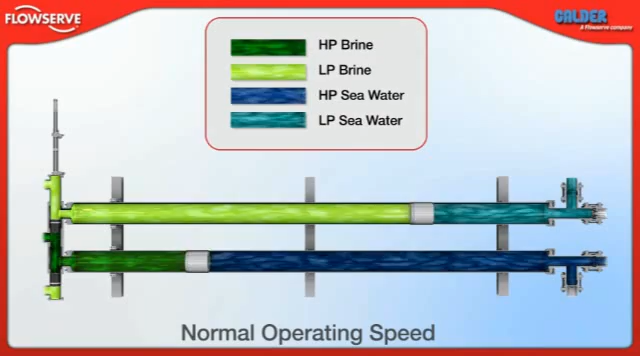 FLOWSERVE
CALDER
A Flowserve company
HP Brine
LP Brine
HP Sea Water
LP Sea Water
Normal Operating Speed